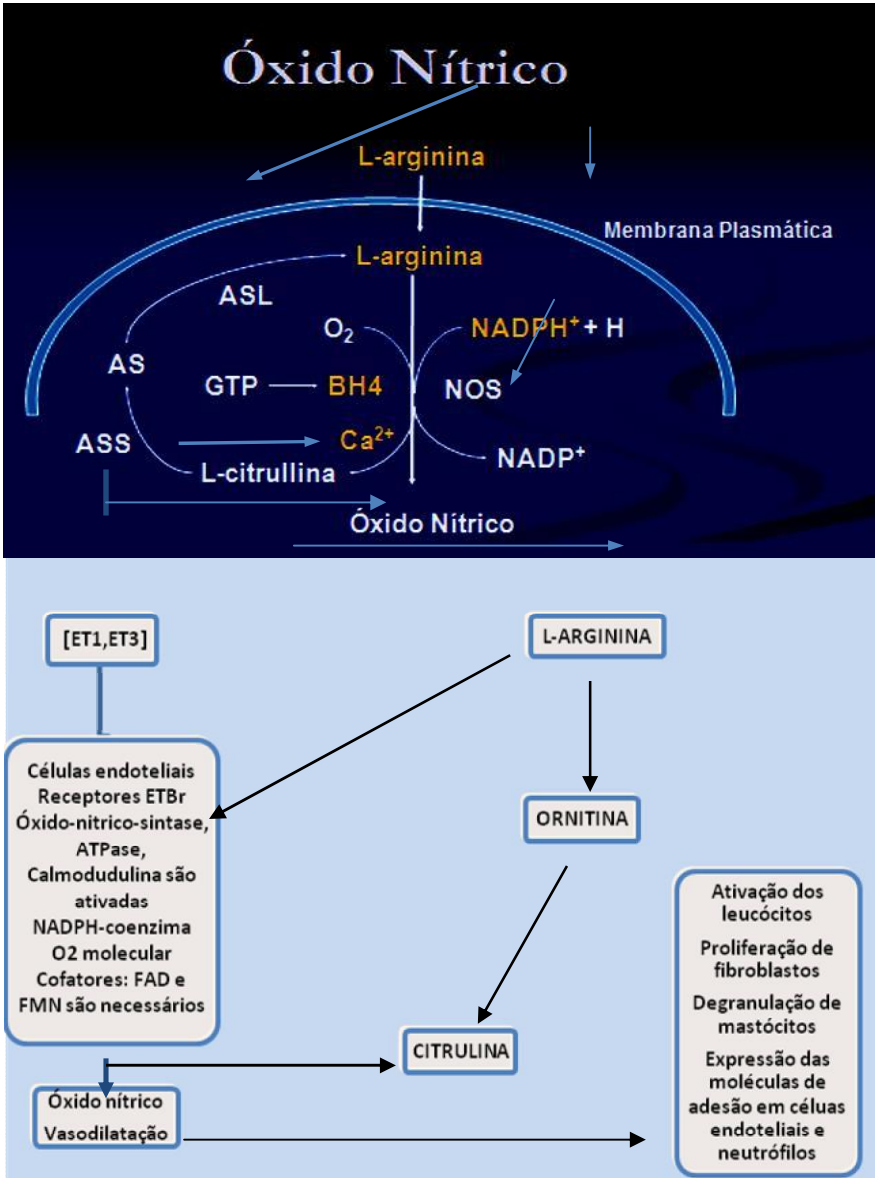 Óxido Nítrico
L-arginina
Membrana Plasmática
L-arginina
ASL
O2
NADPH+ + H
AS
GTP
BH4
NOS
ASS
Ca2+
L-citrullina
NADP+
Óxido Nítrico
[ET1,ET3]
L-ARGININA
Células endoteliais
Receptores ETBr
Óxido-nitrico-sintase,
ATPase,
Calmodudulina são
ativadas
NADPH-coenzima
O2 molecular
Cofatores: FAD e
FMN são necessários
ORNITINA
Ativação dos
leucócitos
Proliferação de
fibroblastos
Degranulação de
mastócitos
Expressão das
moléculas de
adesão em céluas
endoteliais e
neutrófilos
CITRULINA
Óxido nítrico
Vasodilatação